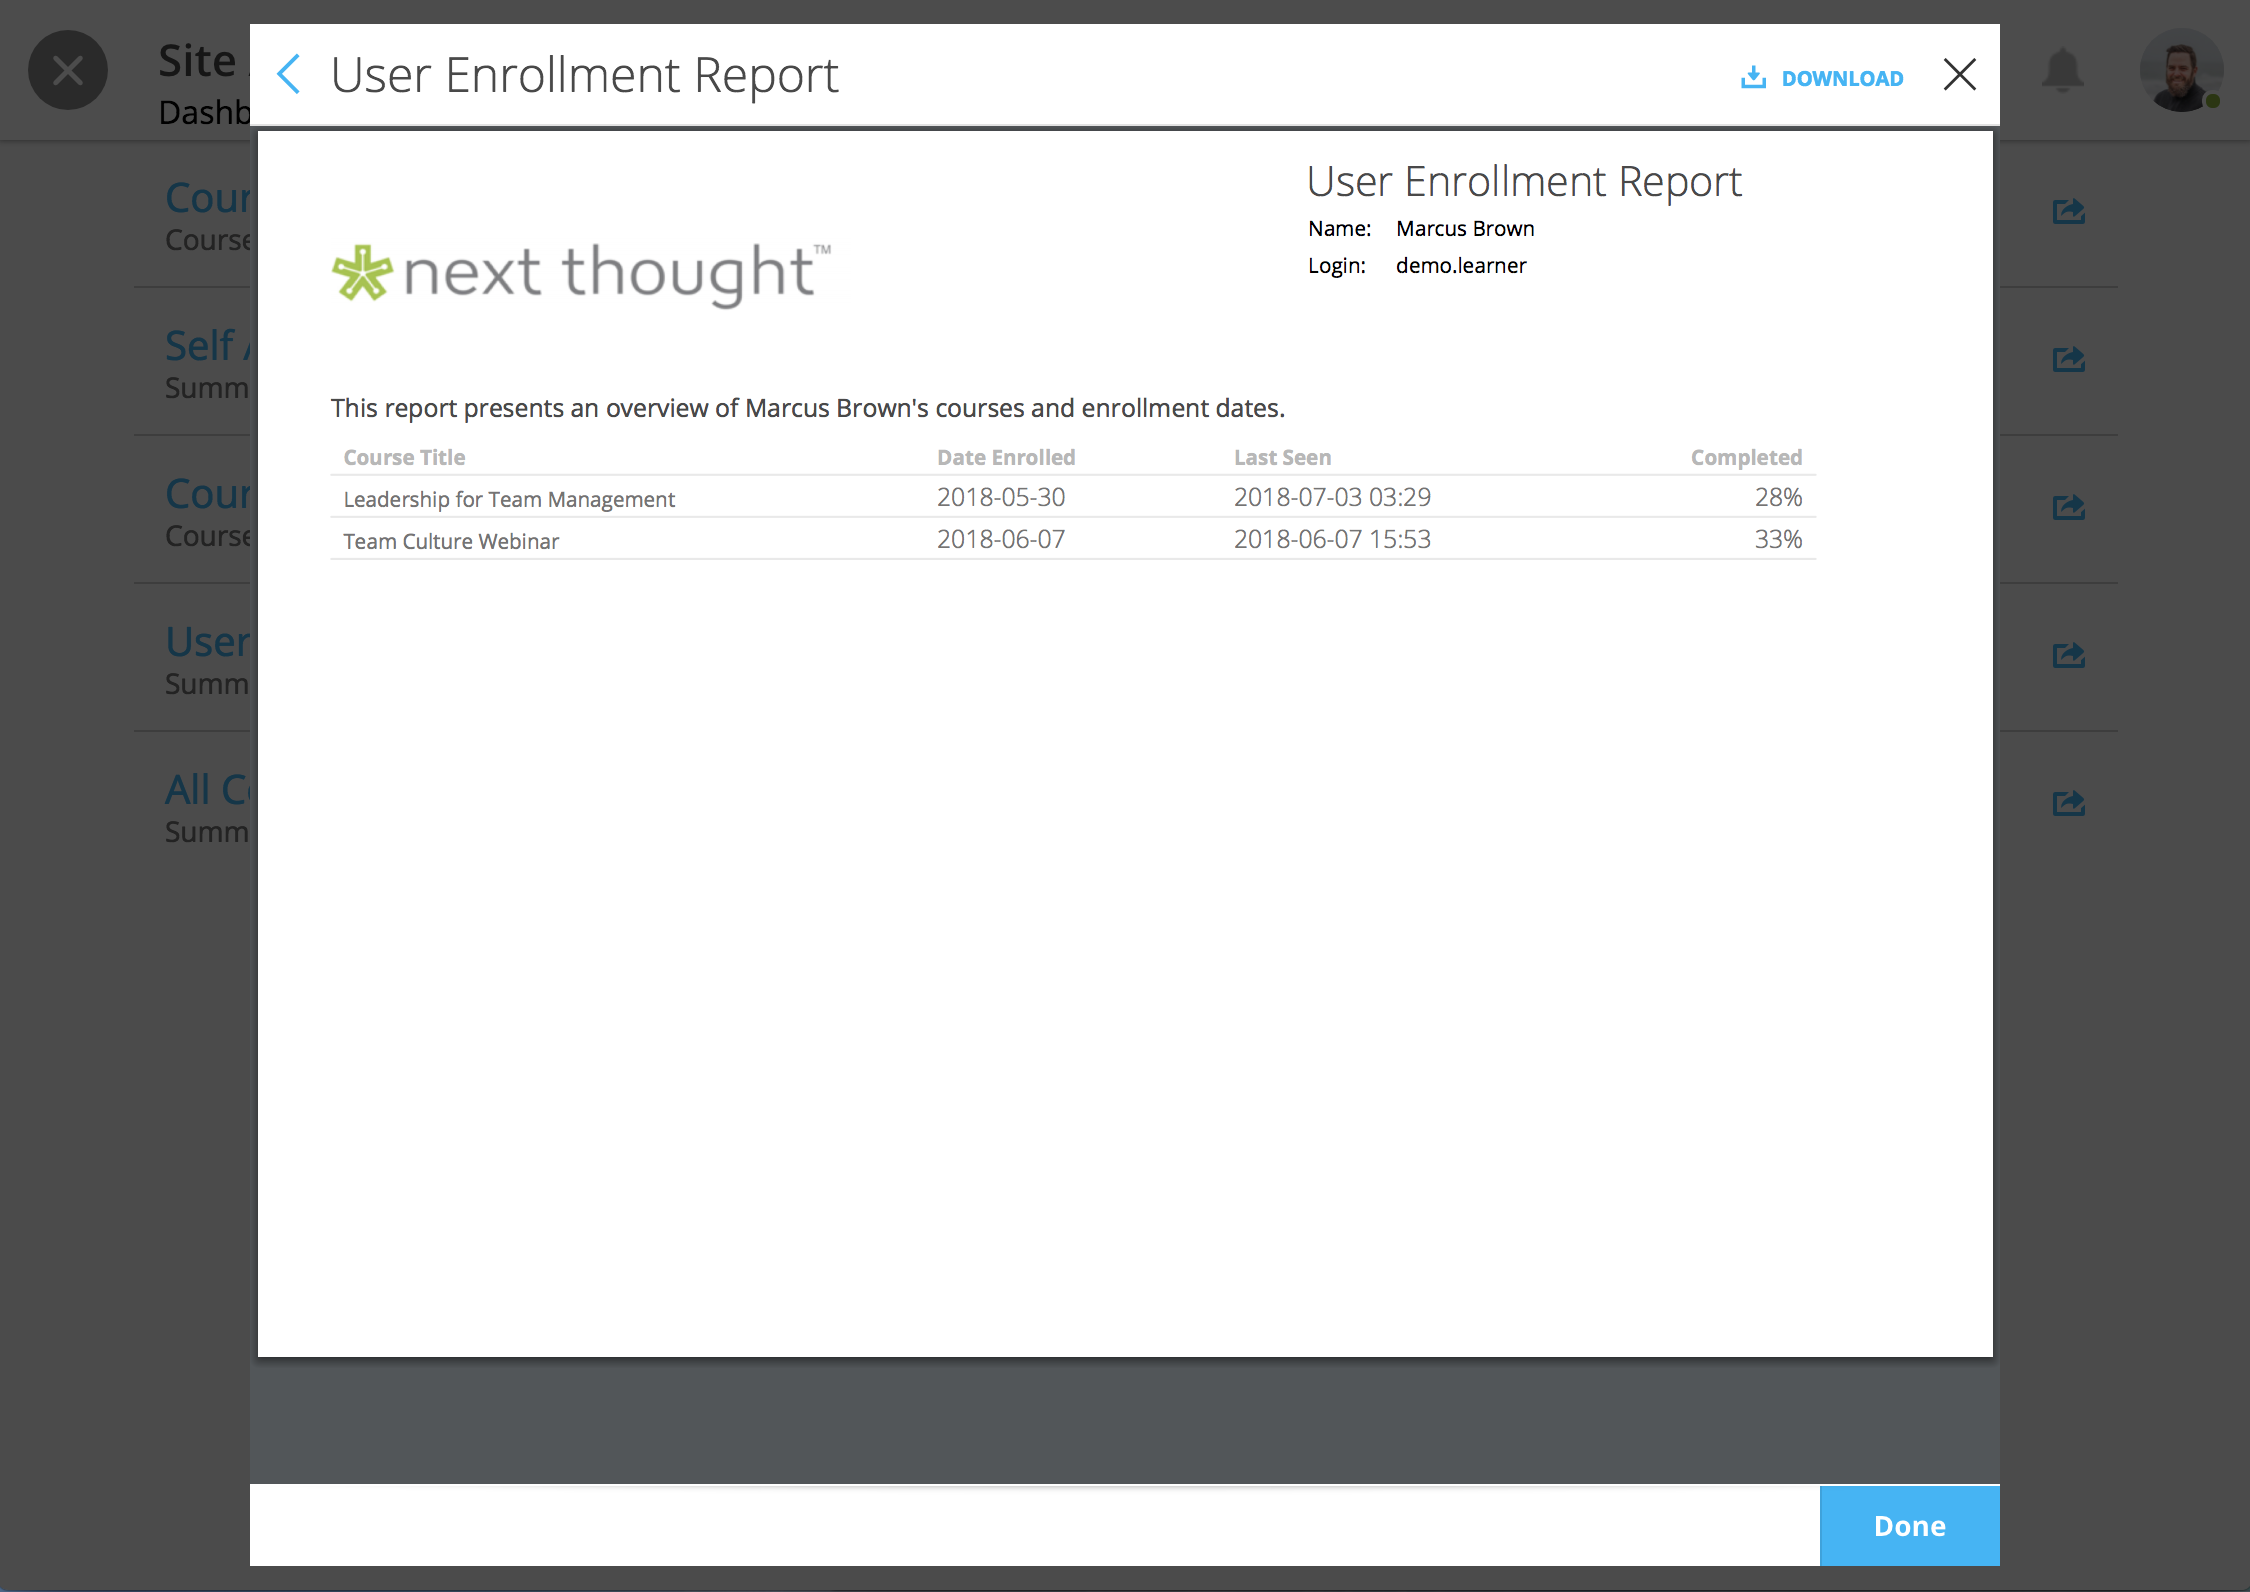 Site
Dashb
User Enrollment Report
DOWNLOAD
Cour
Course
Self A
Summ
Cour
Course
User
Summ
All Co
Summ
next thought™
User Enrollment Report
Name: Marcus Brown
Login: demo.learner
This report presents an overview of Marcus Brown's courses and enrollment dates.
Course Title Date Enrolled Last Seen Completed
Leadership for Team Management 2018-05-30 2018-07-03 03:29 28%
Team Culture Webinar 2018-06-07 2018-06-07 15:53 33%
Done